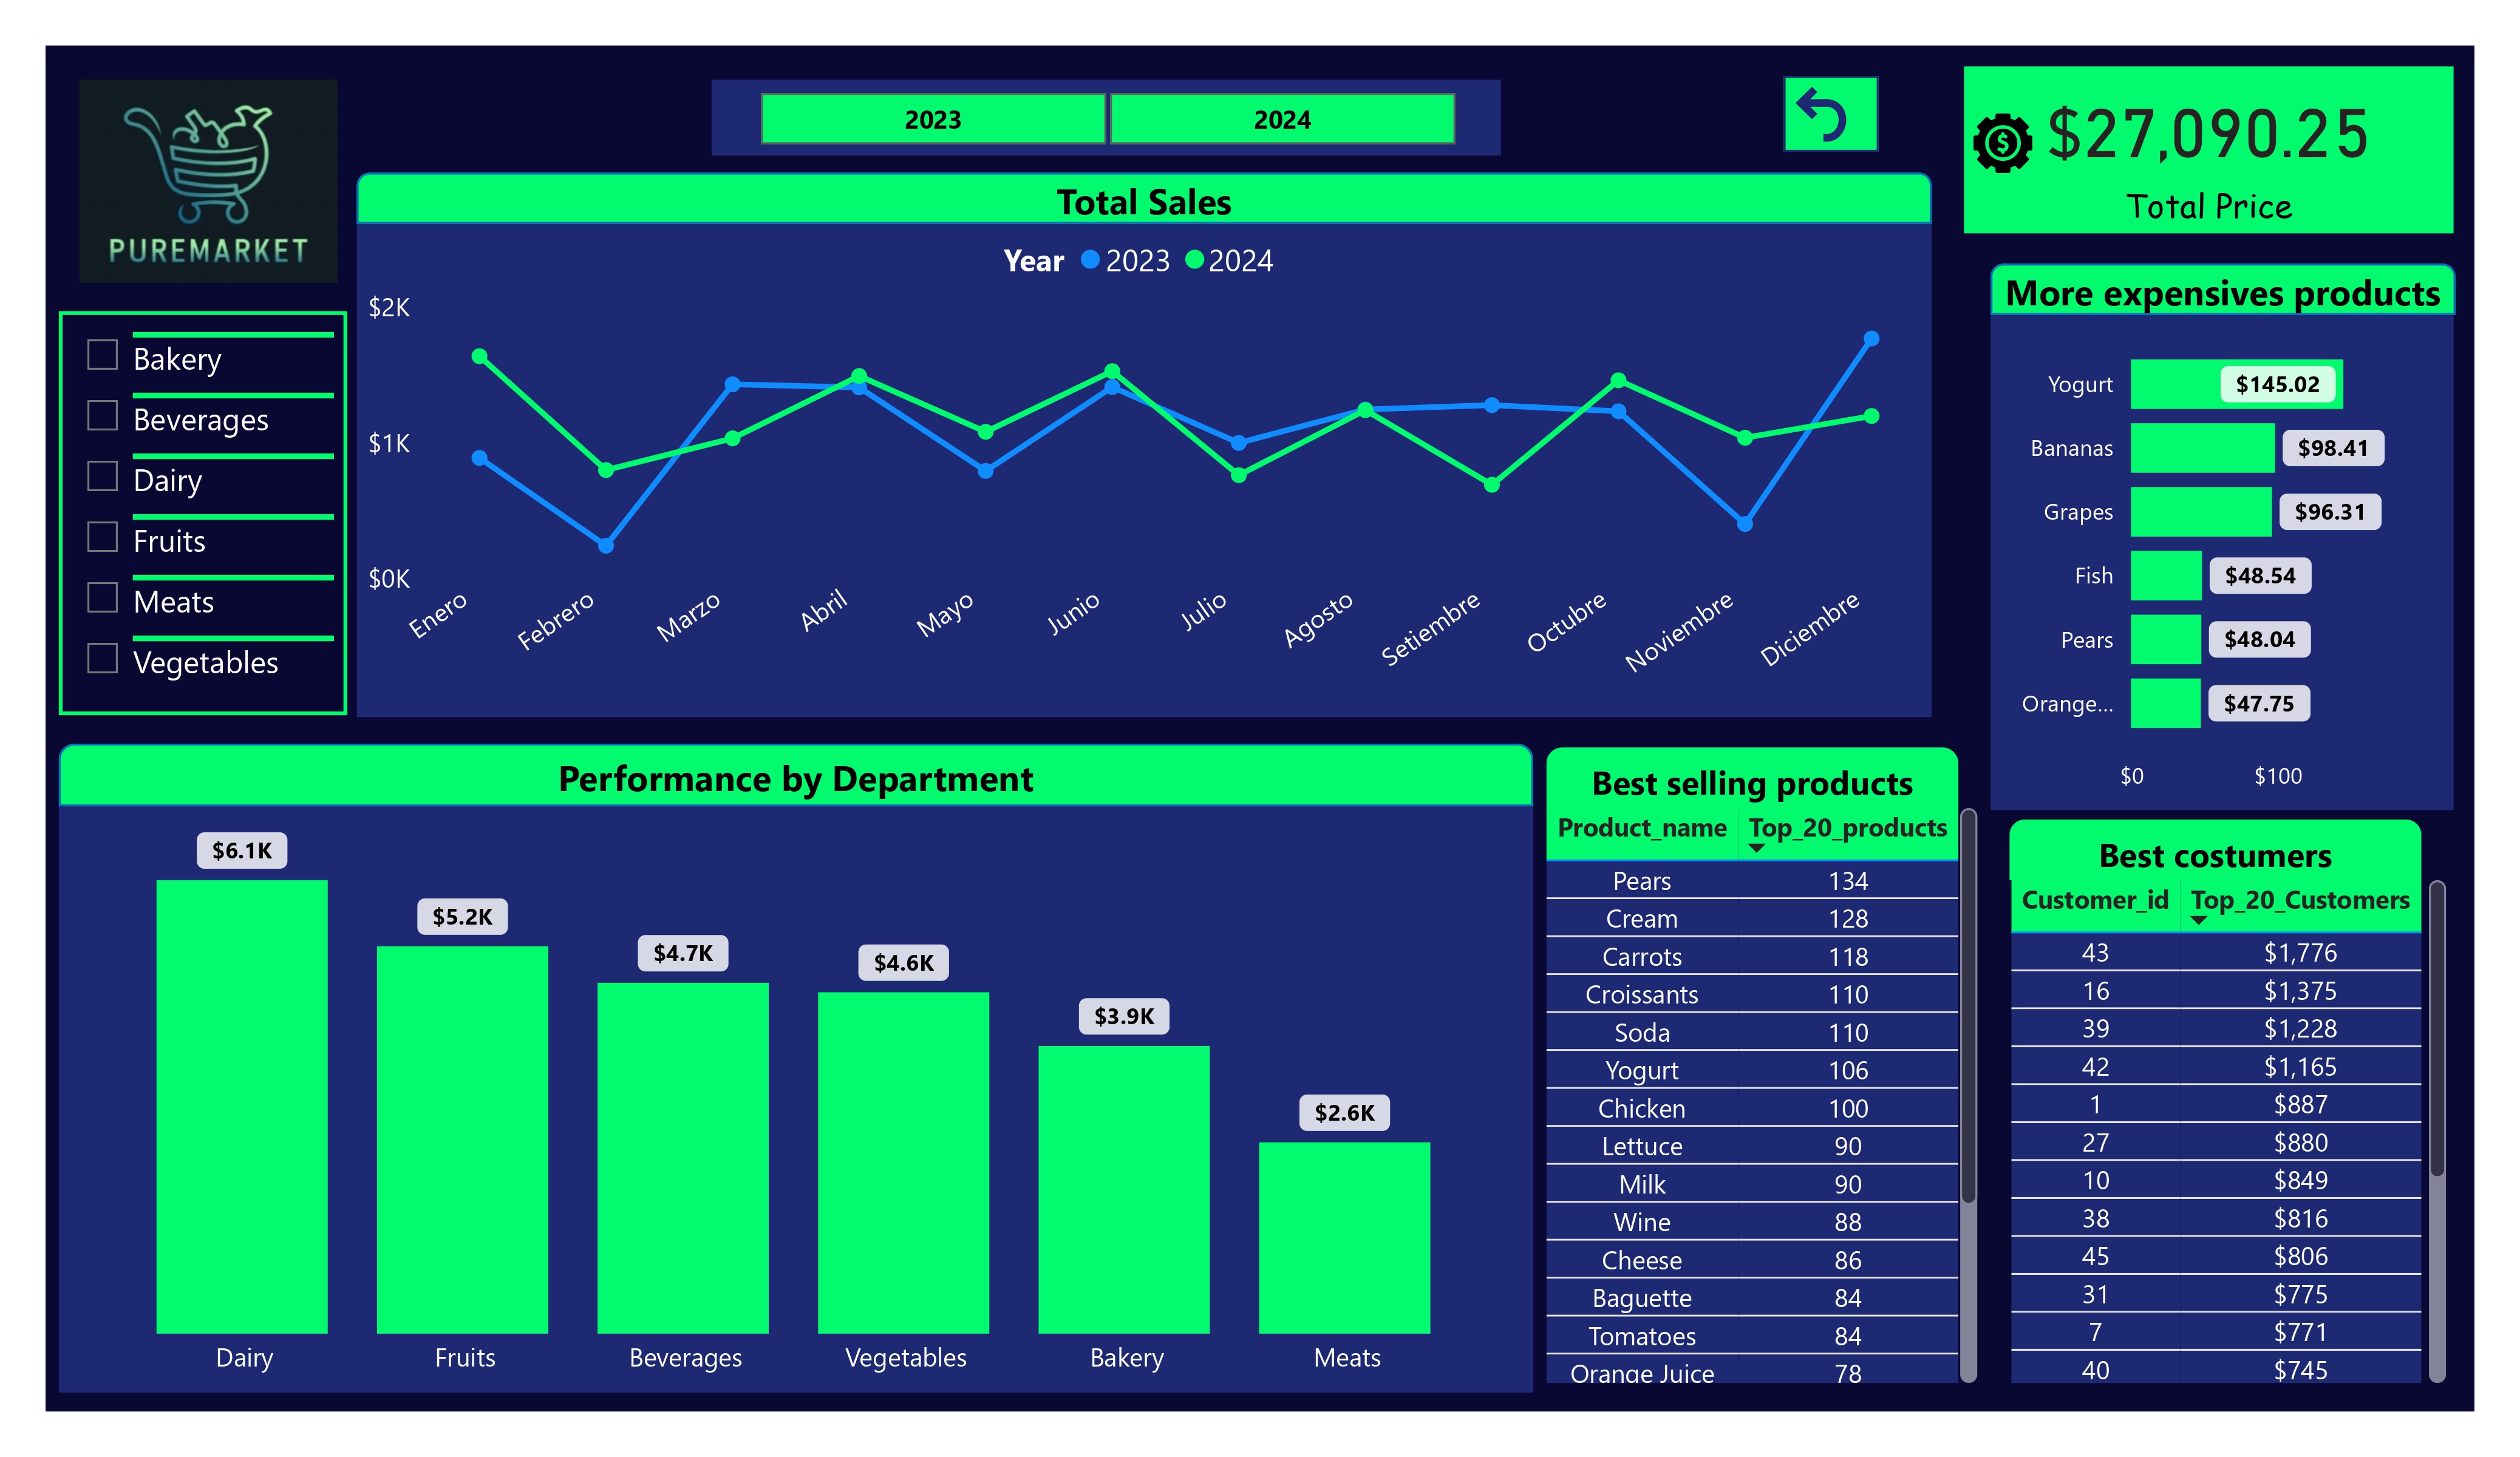 PUREMARKET
2023 2024
$27,090.25
Total Price
Bakery
Beverages
Dairy
Fruits
Meats
Vegetables
Total Sales
Year 2023 2024
$2K
$1K
$0K
Enero Febrero Marzo Abril Mayo Junio Julio Agosto Setiembre Octubre Noviembre Diciembre
More expensives products
Yogurt $145.02
Bananas $98.41
Grapes $96.31
Fish $48.54
Pears $48.04
Orange... $47.75
$0 $100
Performance by Department
$6.1K $5.2K $4.7K $4.6K $3.9K $2.6K
Dairy Fruits Beverages Vegetables Bakery Meats
Best selling products
Product_name Top_20_products
Pears 134
Cream 128
Carrots 118
Croissants 110
Soda 110
Yogurt 106
Chicken 100
Lettuce 90
Milk 90
Wine 88
Cheese 86
Baguette 84
Tomatoes 84
Orange Juice 78
Best costumers
Customer_id Top_20_Customers
43 $1,776
16 $1,375
39 $1,228
42 $1,165
1 $887
27 $880
10 $849
38 $816
45 $806
31 $775
7 $771
40 $745